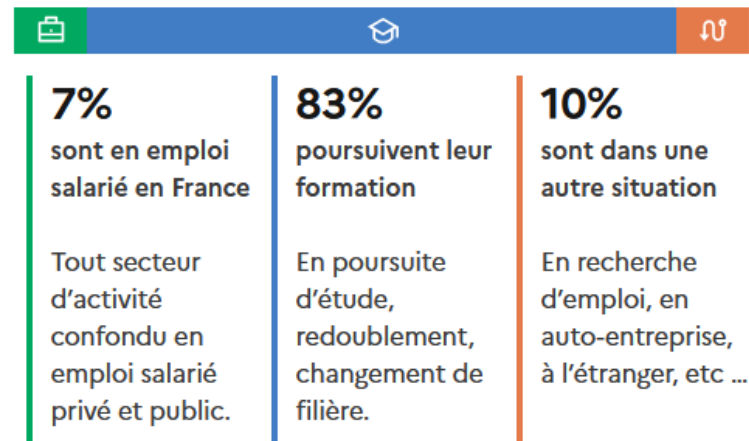 7%
sont en emploi
salarié en France
Tout secteur
d'activité
confondu en
emploi salarié
privé et public.
83%
poursuivent leur
formation
En poursuite
d'étude,
redoublement,
changement de
filière.
10%
sont dans une
autre situation
En recherche
d'emploi, en
auto-entreprise,
à l'étranger, etc ...